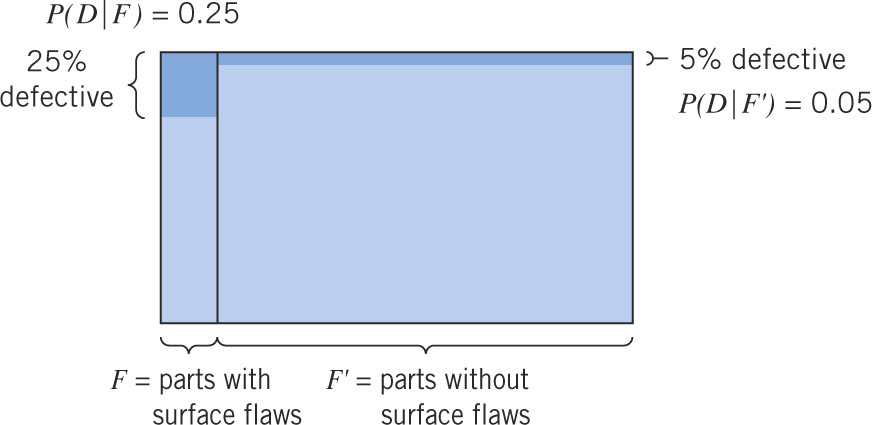 P(D|F) = 0.25
25%
defective
5% defective
P(D|F′) = 0.05
F = parts with
surface flaws
F′ = parts without
surface flaws